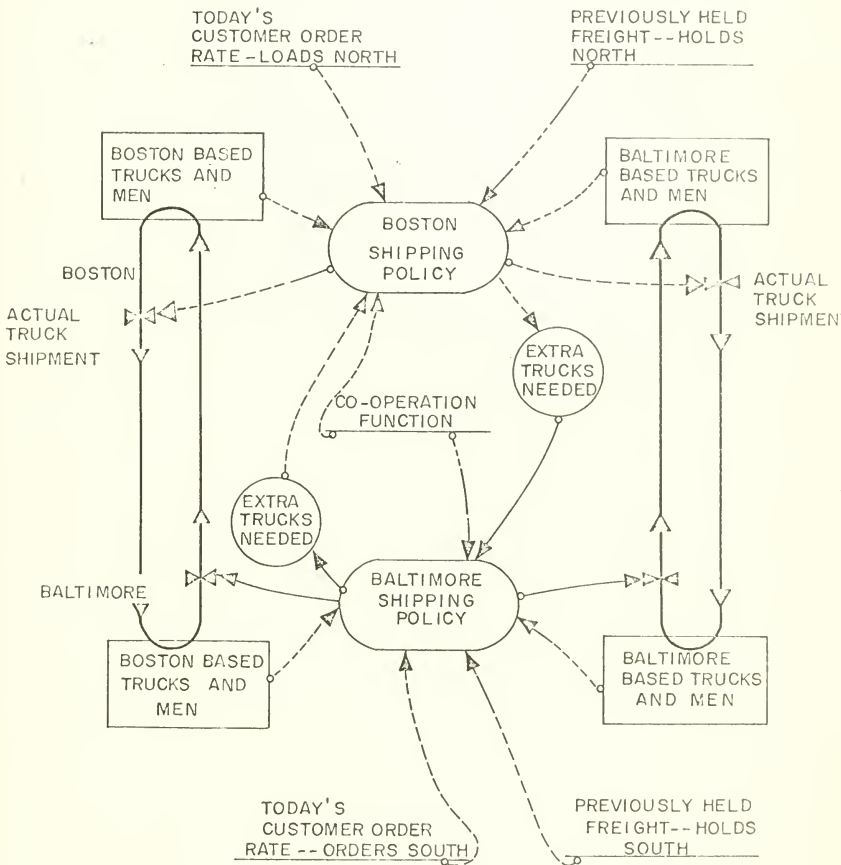 TODAY'S
CUSTOMER ORDER
RATE - LOADS NORTH
PREVIOUSLY HELD
FREIGHT -- HOLDS
NORTH
BOSTON BASED
TRUCKS AND
MEN
BALTIMORE
BASED TRUCKS
AND MEN
BOSTON
SHIPPING
POLICY
BOSTON
ACTUAL
TRUCK
SHIPMENT
ACTUAL
TRUCK
SHIPMENT
EXTRA
TRUCKS
NEEDED
CO-OPERATION
FUNCTION
EXTRA
TRUCKS
NEEDED
BALTIMORE
BALTIMORE
SHIPPING
POLICY
BOSTON BASED
TRUCKS AND
MEN
BALTIMORE
BASED TRUCKS
AND MEN
TODAY'S
CUSTOMER ORDER
RATE -- ORDERS SOUTH
PREVIOUSLY HELD
FREIGHT -- HOLDS
SOUTH